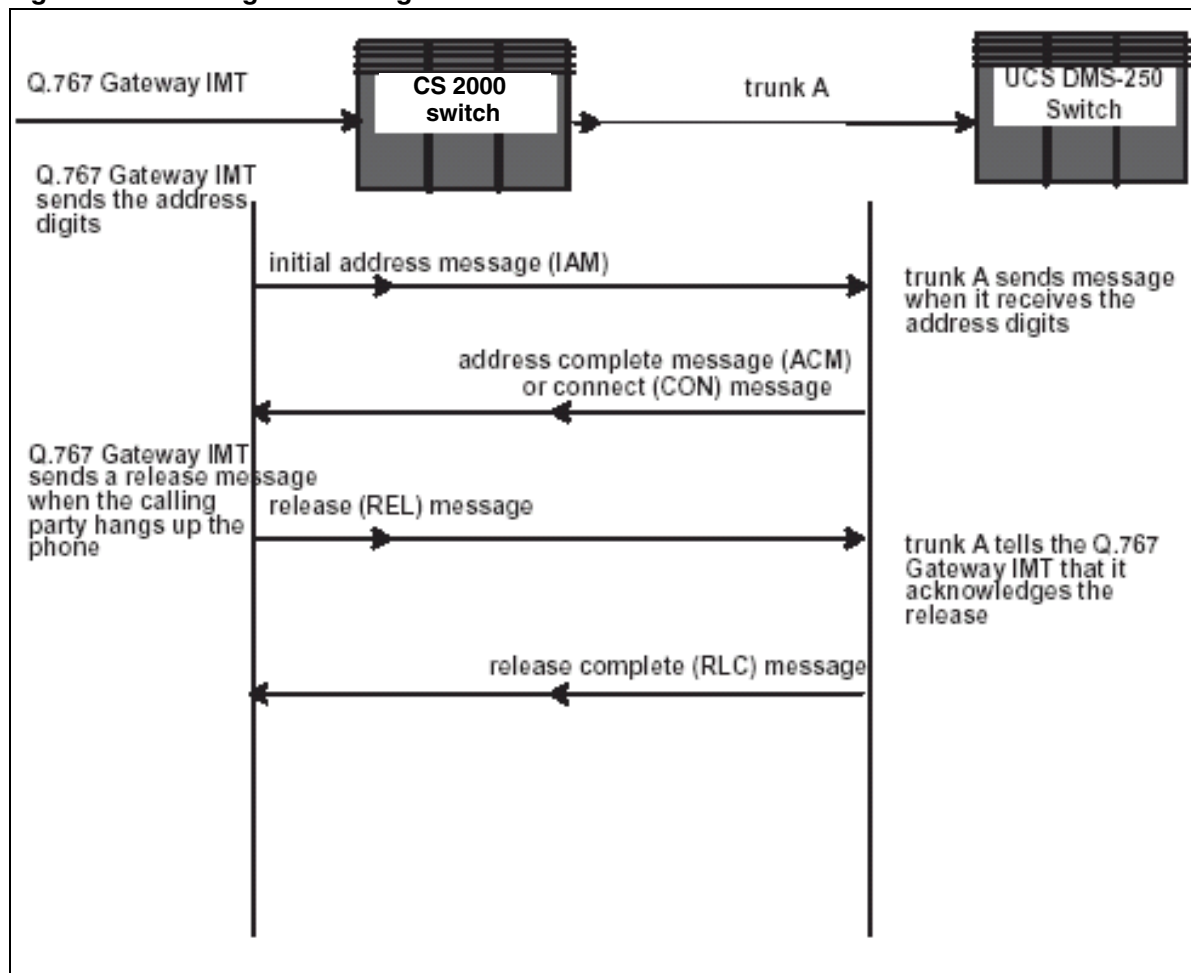 Q.767 Gateway IMT
CS 2000
switch
trunk A
UCS DMS-250
Switch
Q.767 Gateway IMT
sends the address
digits
initial address message (IAM)
trunk A sends message
when it receives the
address digits
address complete message (ACM)
or connect (CON) message
Q.767 Gateway IMT
sends a release message
when the calling
party hangs up the
phone
release (REL) message
trunk A tells the Q.767
Gateway IMT that it
acknowledges the
release
release complete (RLC) message